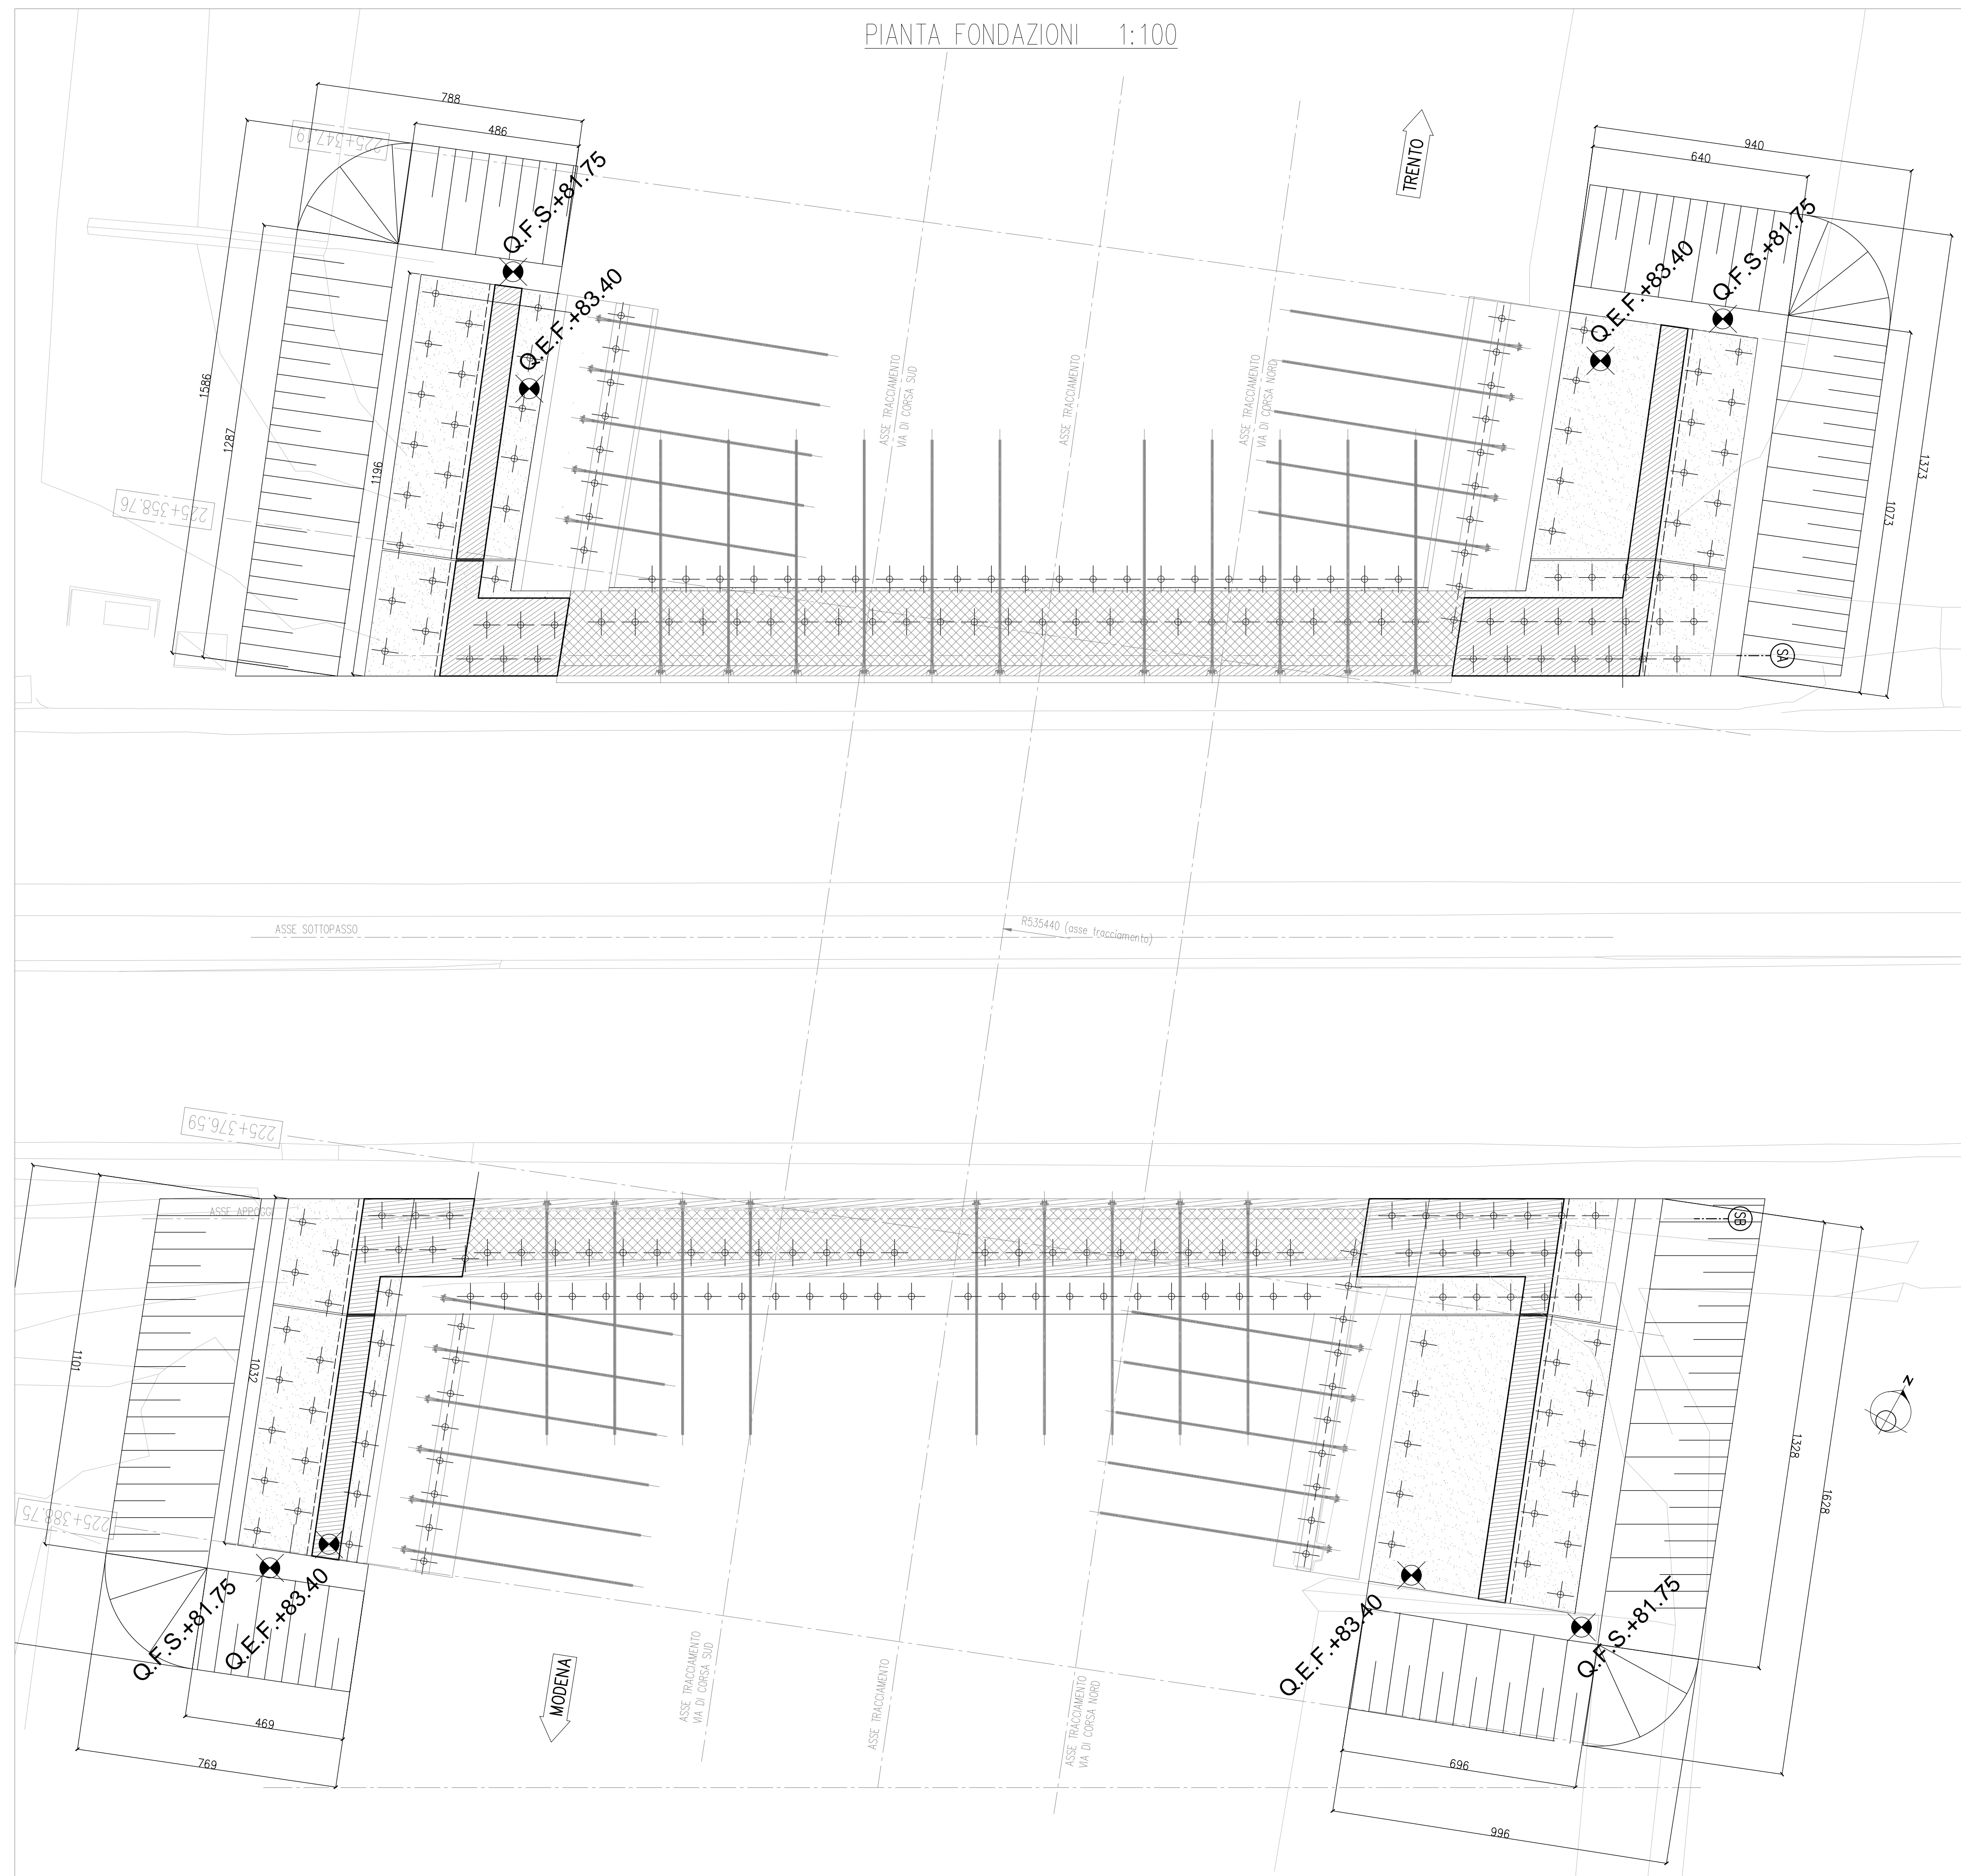 PIANTA FONDAZIONI 1:100
788
486
225+347.19
Q.F.S.+81.75
Q.E.F.+83.40
TRENTO
940
640
Q.E.F.+83.40
Q.F.S.+81.75
1586
1287
1196
225+358.76
ASSE TRACCIAMENTO
VIA DI CORSA SUD
ASSE TRACCIAMENTO
ASSE TRACCIAMENTO
VIA DI CORSA NORD
1373
1073
SA
ASSE SOTTOPASSO
R535440 (asse tracciamento)
225+376.59
ASSE APPOGGI
SB
1101
1032
225+388.75
N
1328
1628
Q.F.S.+81.75
Q.E.F.+83.40
MODENA
ASSE TRACCIAMENTO
VIA DI CORSA SUD
ASSE TRACCIAMENTO
ASSE TRACCIAMENTO
VIA DI CORSA NORD
Q.E.F.+83.40
Q.F.S.+81.75
469
769
696
996